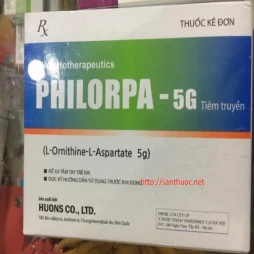 Rx
THUỐC KÊ ĐƠN
PHILORPA - 5G Tiêm truyền
(L-Ornithine-L-Aspartate 5g)
ĐỂ XA TẦM TAY TRẺ EM.
ĐỌC KỸ HƯỚNG DẪN SỬ DỤNG TRƯỚC KHI DÙNG
http://santhuoc.net
HUONS CO., LTD.